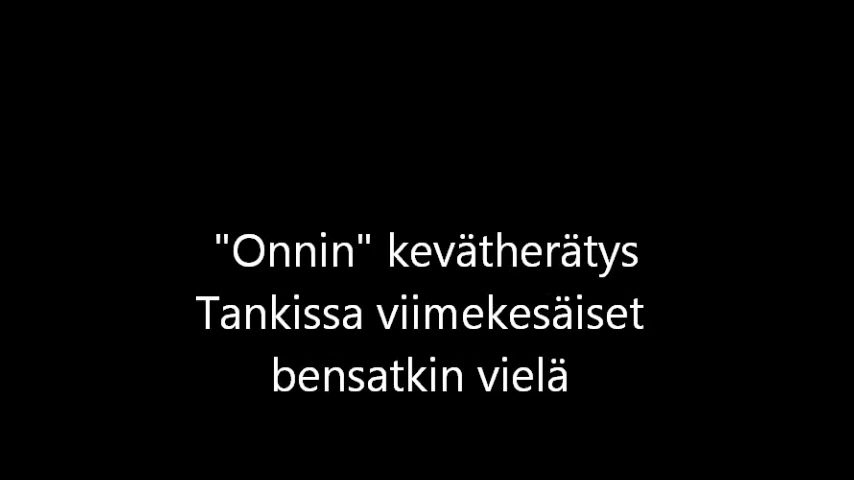 "Onnin" kevätherätys
Tankissa viimekesäiset
bensatkin vielä